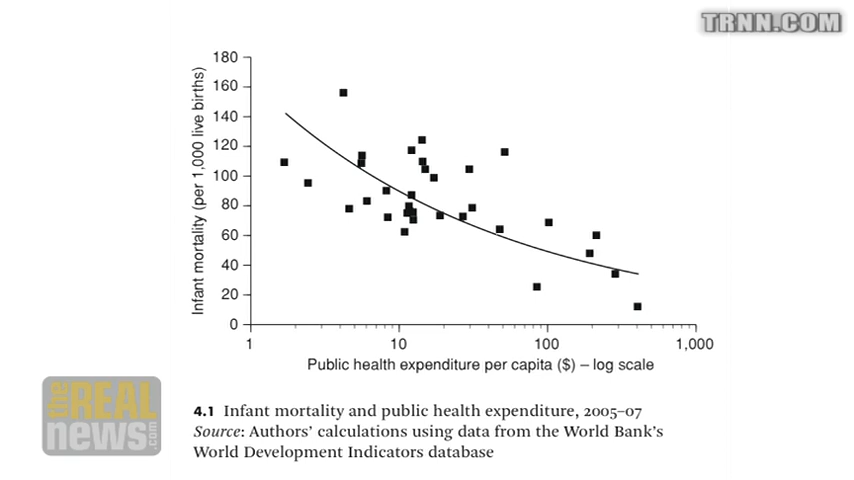 TRNN.COM
180
160
140
120
100
80
60
40
20
0
Infant mortality (per 1,000 live births)
1 10 100 1,000
Public health expenditure per capita ($) – log scale
the
REAL
news.com
4.1 Infant mortality and public health expenditure, 2005–07
Source: Authors’ calculations using data from the World Bank’s
World Development Indicators database